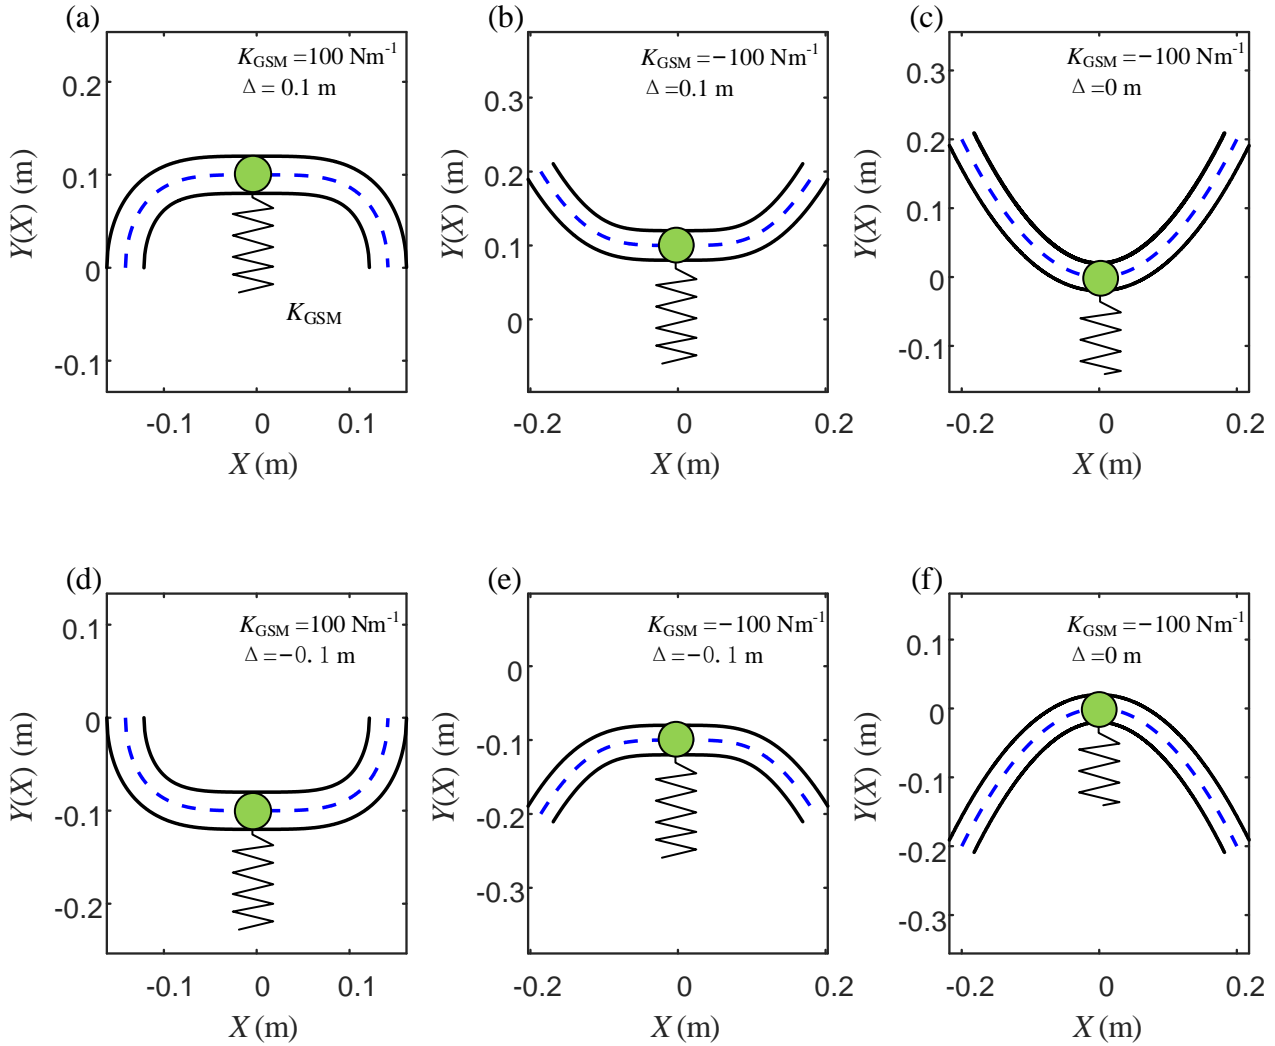 (a)
K_GSM =100 Nm^-1
Δ = 0.1 m
0.2
0.1
0
-0.1
K_GSM
-0.1 0 0.1
X (m)
Y(X) (m)
(b)
K_GSM =−100 Nm^-1
Δ =0.1 m
0.3
0.2
0.1
0
-0.2 0 0.2
X (m)
Y(X) (m)
(c)
K_GSM =−100 Nm^-1
Δ =0 m
0.3
0.2
0.1
0
-0.1
-0.2 0 0.2
X (m)
Y(X) (m)
(d)
K_GSM =100 Nm^-1
Δ =−0.1 m
0.1
0
-0.1
-0.2
-0.1 0 0.1
X (m)
Y(X) (m)
(e)
K_GSM =−100 Nm^-1
Δ =−0.1 m
0
-0.1
-0.2
-0.3
-0.2 0 0.2
X (m)
Y(X) (m)
(f)
K_GSM =−100 Nm^-1
Δ =0 m
0.1
0
-0.1
-0.2
-0.3
-0.2 0 0.2
X (m)
Y(X) (m)